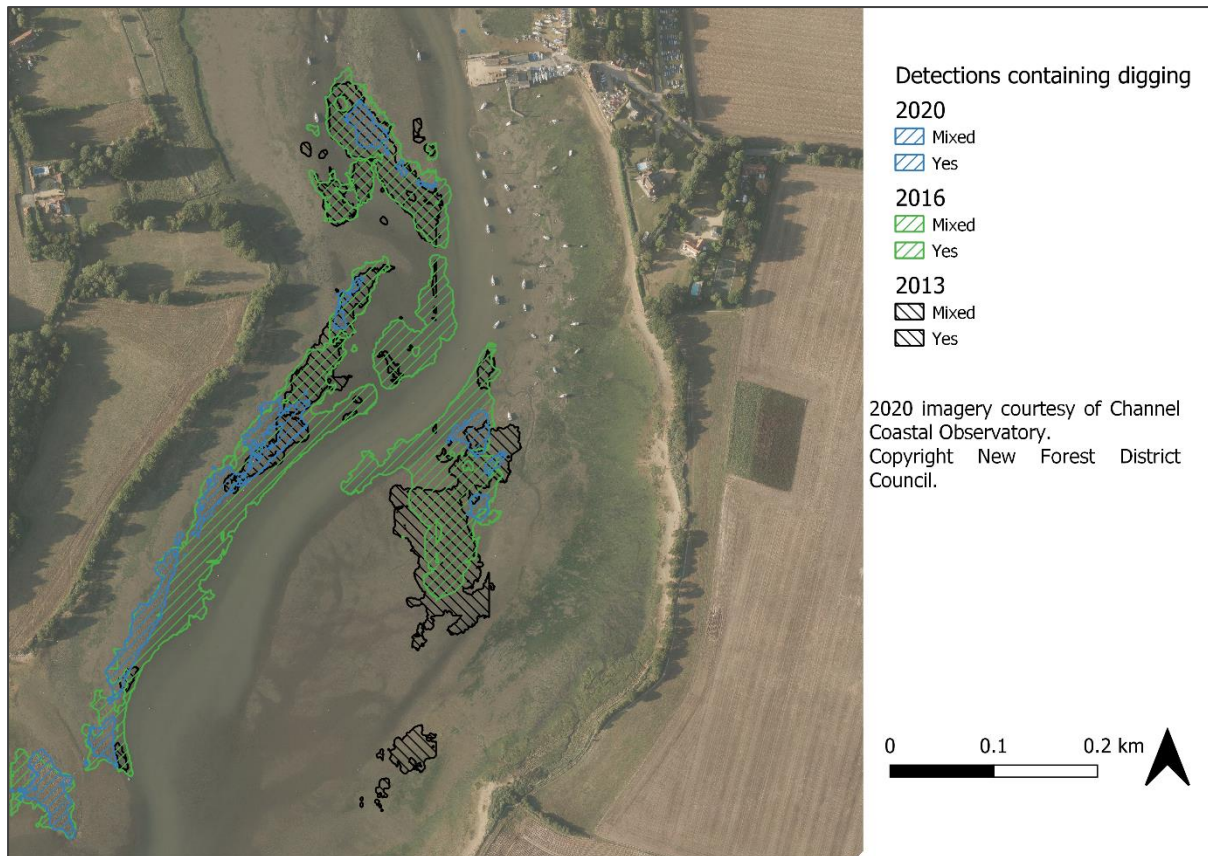 Detections containing digging
2020
Mixed
Yes
2016
Mixed
Yes
2013
Mixed
Yes
2020 imagery courtesy of Channel
Coastal Observatory.
Copyright New Forest District
Council.
0 0.1 0.2 km